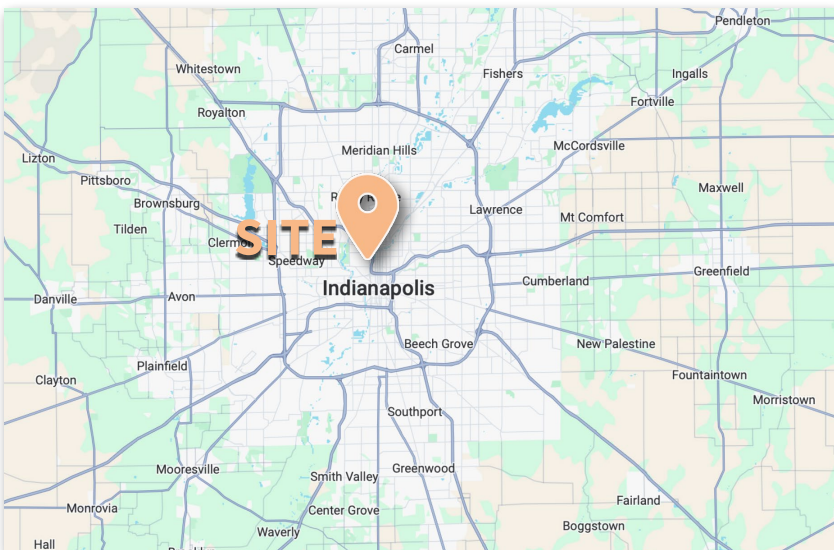 Pendleton
Carmel
Whitestown
Fishers
Ingalls
Fortville
Royalton
McCordsville
Meridian Hills
Lizton
Pittsboro
Maxwell
Brownsburg
Lawrence
Mt Comfort
Tilden
SITE
Speedway
Greenfield
Cumberland
Indianapolis
Danville
Avon
Beech Grove
New Palestine
Plainfield
Fountaintown
Clayton
Morristown
Southport
Mooresville
Greenwood
Smith Valley
Fairland
Monrovia
Center Grove
Boggstown
Waverly
Hall